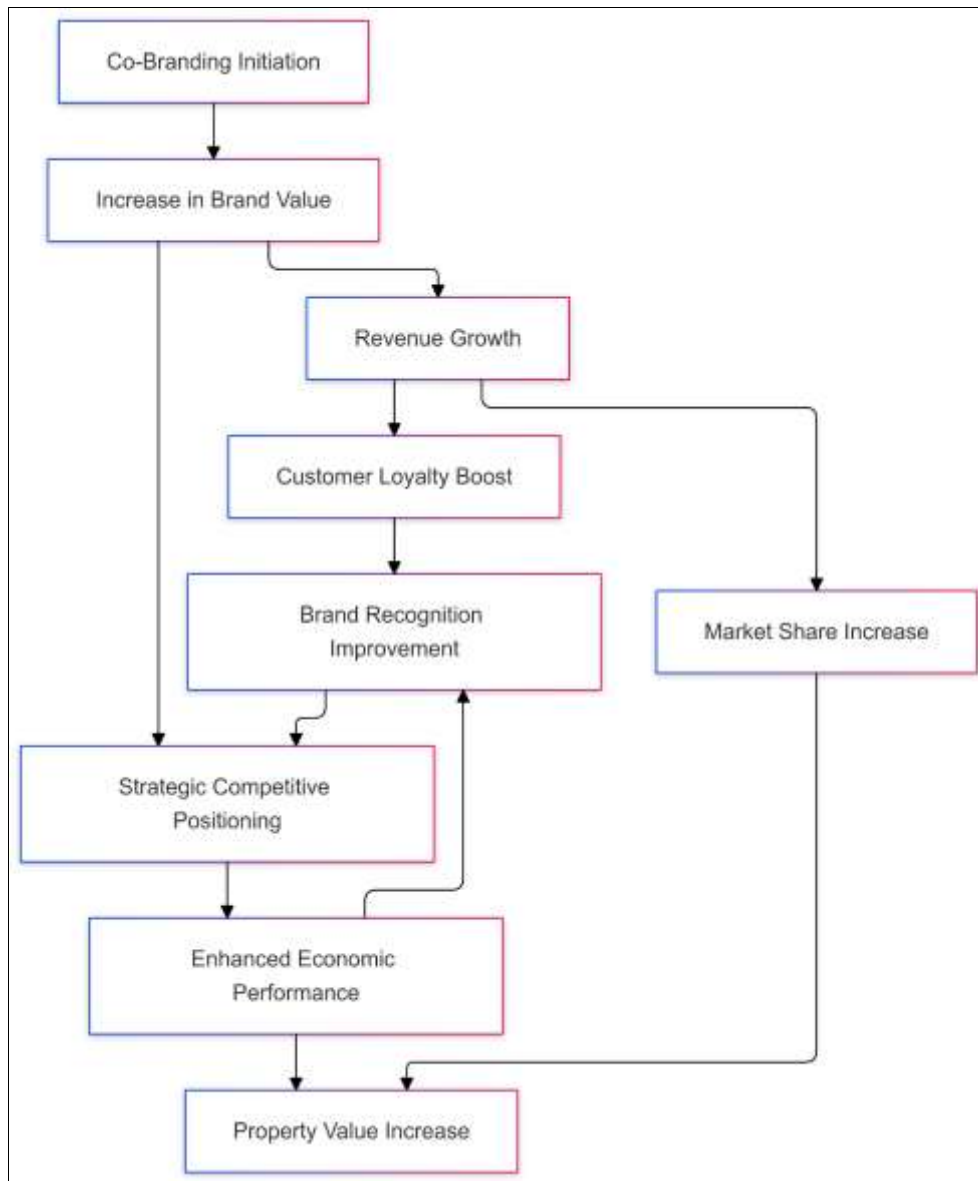 Co-Branding Initiation
Increase in Brand Value
Revenue Growth
Customer Loyalty Boost
Brand Recognition
Improvement
Market Share Increase
Strategic Competitive
Positioning
Enhanced Economic
Performance
Property Value Increase